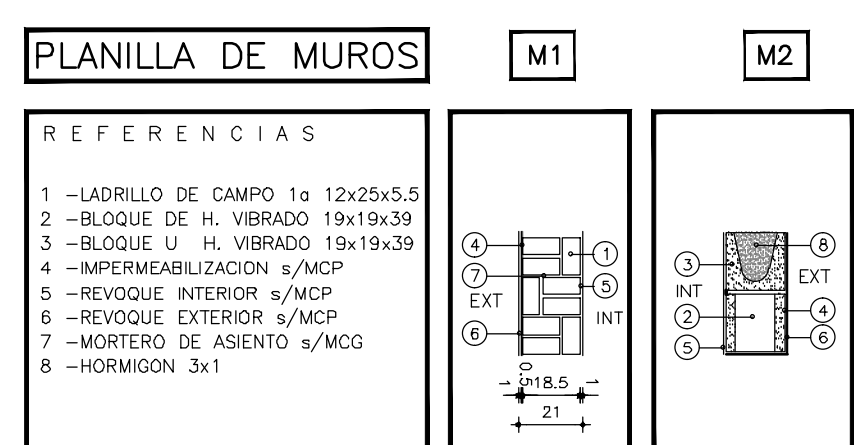 PLANILLA DE MUROS
M1
M2
REFERENCIAS
1 -LADRILLO DE CAMPO 1a 12x25x5.5
2 -BLOQUE DE H. VIBRADO 19x19x39
3 -BLOQUE U H. VIBRADO 19x19x39
4 -IMPERMEABILIZACION s/MCP
5 -REVOQUE INTERIOR s/MCP
6 -REVOQUE EXTERIOR s/MCP
7 -MORTERO DE ASIENTO s/MCG
8 -HORMIGON 3x1
4
1
7
5
EXT
INT
6
1
0.5
18.5
1
21
8
3
EXT
INT
4
2
6
5